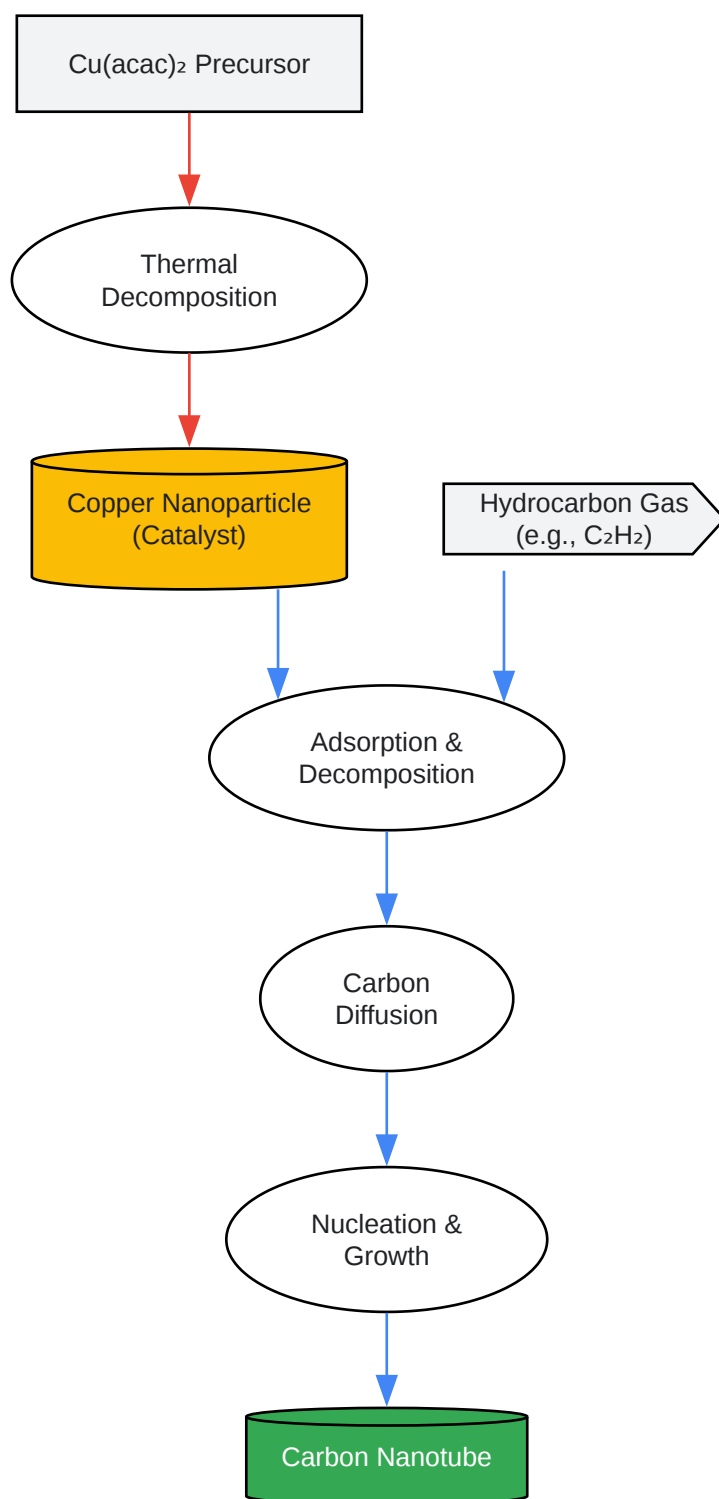 Cu(acac)₂ Precursor
Thermal
Decomposition
Copper Nanoparticle
(Catalyst)
Hydrocarbon Gas
(e.g., C₂H₂)
Adsorption &
Decomposition
Carbon
Diffusion
Nucleation &
Growth
Carbon Nanotube